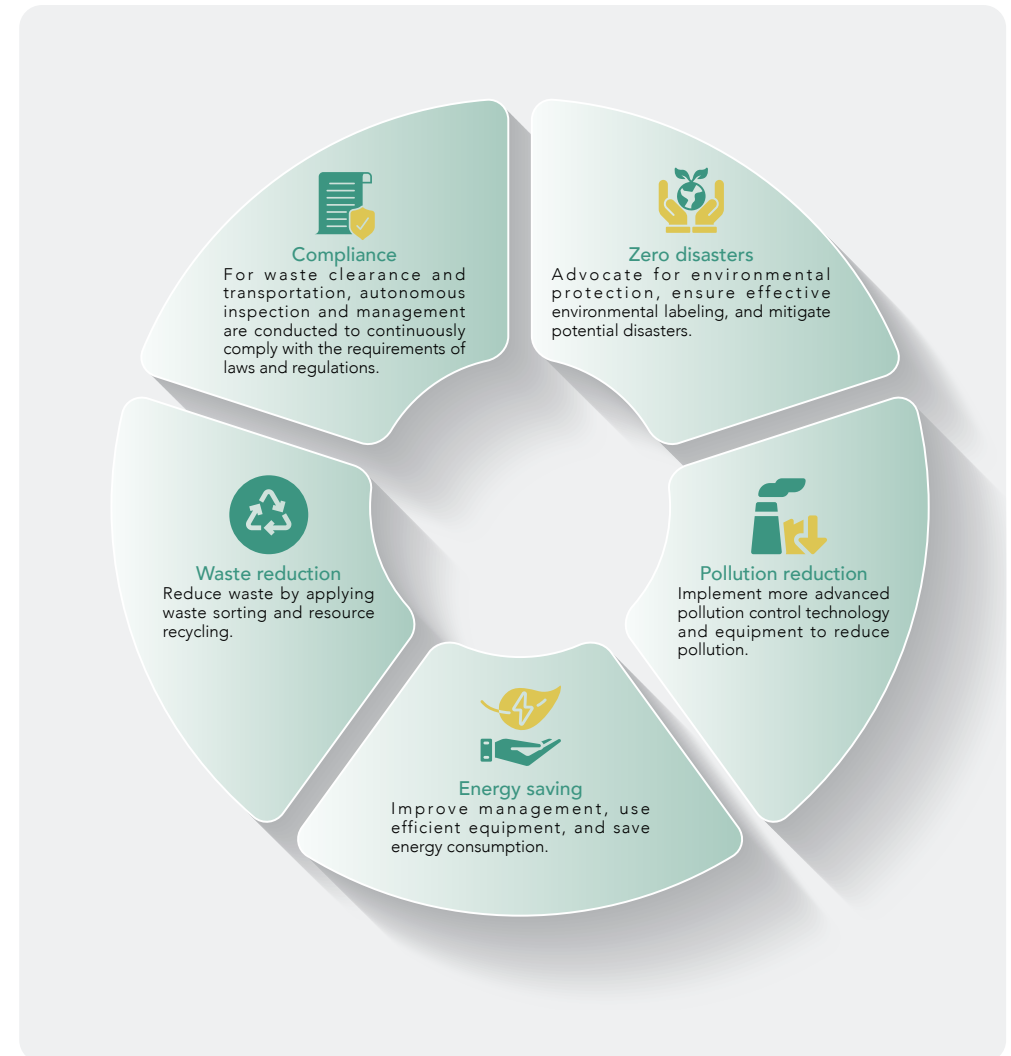 Compliance
For waste clearance and
transportation, autonomous
inspection and management
are conducted to continuously
comply with the requirements of
laws and regulations.
Zero disasters
Advocate for environmental
protection, ensure effective
environmental labeling, and mitigate
potential disasters.
Waste reduction
Reduce waste by applying
waste sorting and resource
recycling.
Pollution reduction
Implement more advanced
pollution control technology
and equipment to reduce
pollution.
Energy saving
Improve management, use
efficient equipment, and save
energy consumption.